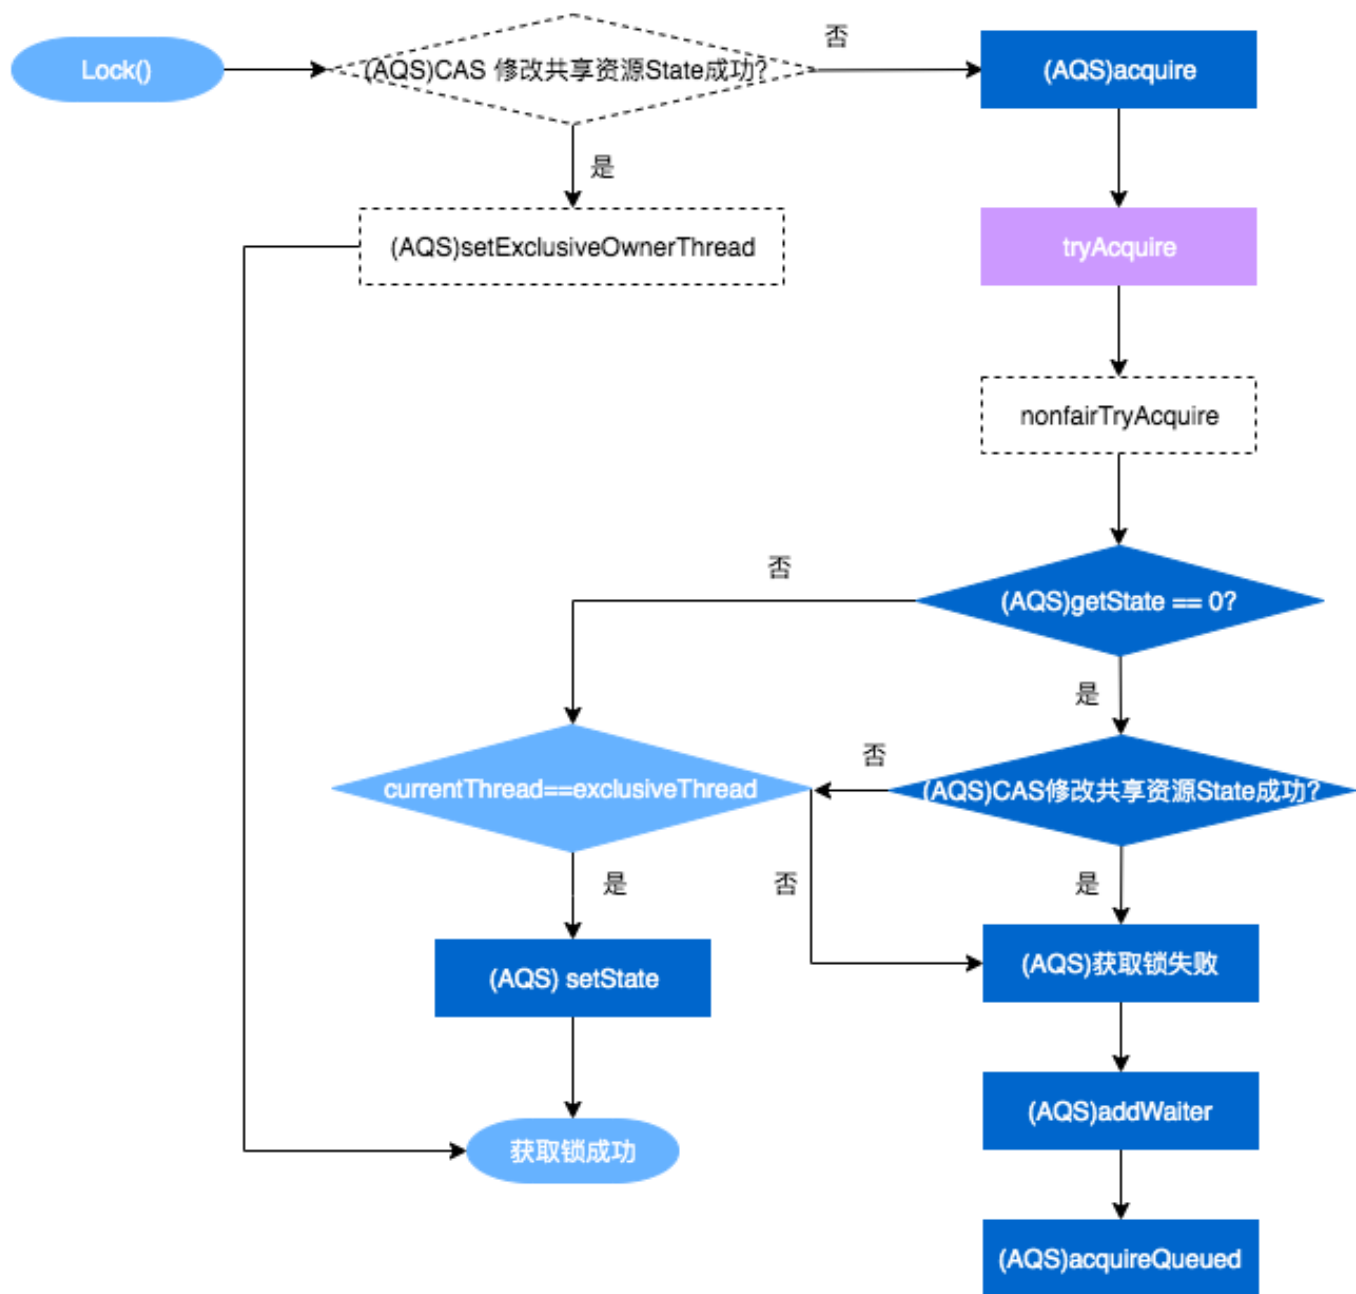 Lock()
(AQS)CAS 修改共享资源State成功?
否
(AQS)acquire
是
(AQS)setExclusiveOwnerThread
tryAcquire
nonfairTryAcquire
否
(AQS)getState == 0?
是
currentThread==exclusiveThread
否
(AQS)CAS修改共享资源State成功?
是
否
是
(AQS) setState
(AQS)获取锁失败
(AQS)addWaiter
获取锁成功
(AQS)acquireQueued